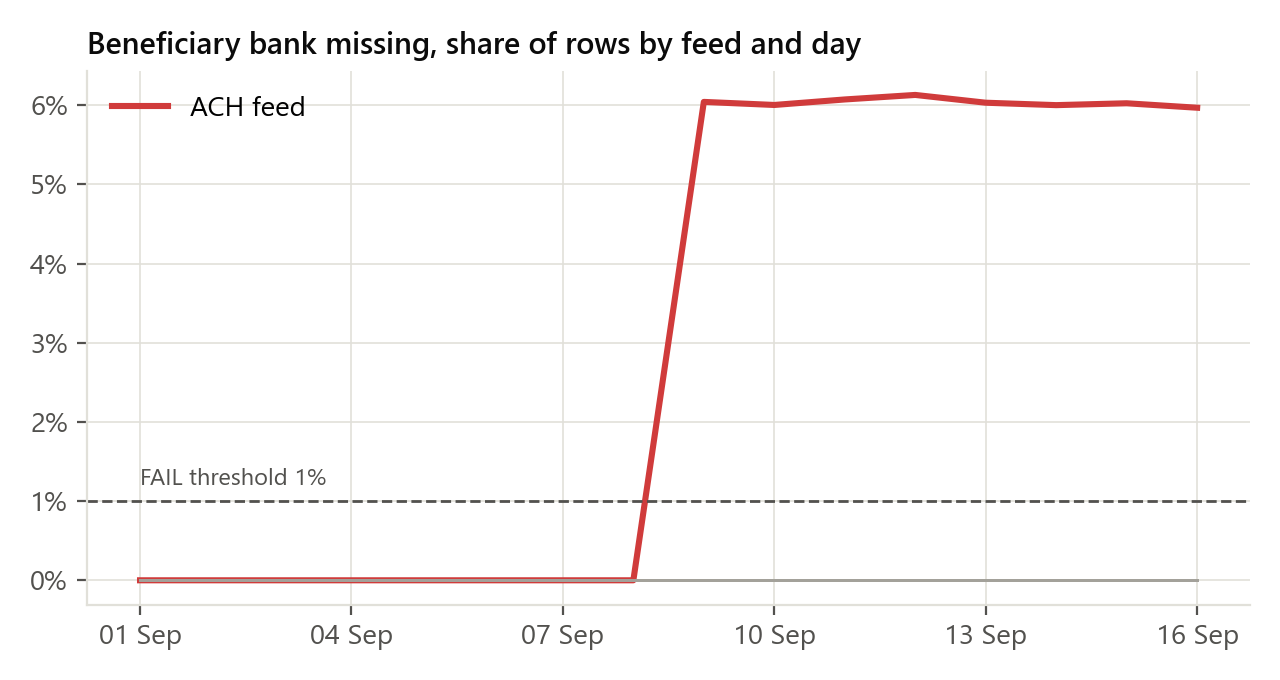 Beneficiary bank missing, share of rows by feed and day
6%
ACH feed
5%
4%
3%
2%
FAIL threshold 1%
1%
0%
01 Sep 04 Sep 07 Sep 10 Sep 13 Sep 16 Sep